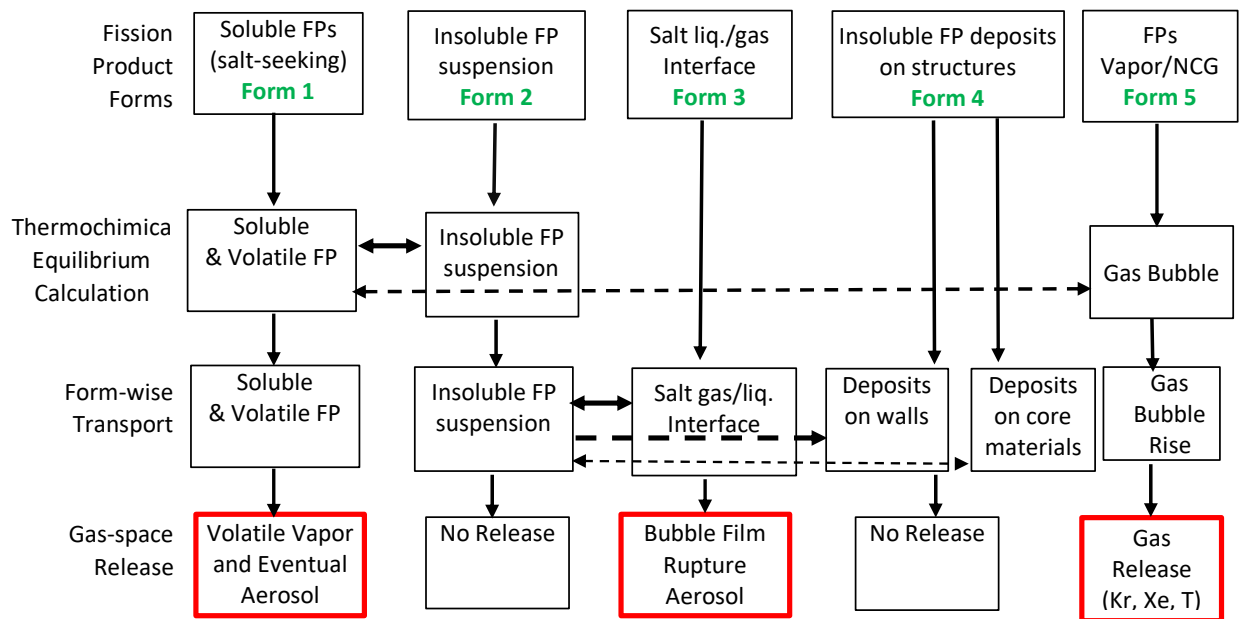 Fission
Product
Forms
Soluble FPs
(salt-seeking)
Form 1
Insoluble FP
suspension
Form 2
Salt liq./gas
Interface
Form 3
Insoluble FP deposits
on structures
Form 4
FPs
Vapor/NCG
Form 5
Thermochimica
Equilibrium
Calculation
Soluble
& Volatile FP
Insoluble FP
suspension
Gas Bubble
Form-wise
Transport
Soluble
& Volatile FP
Insoluble FP
suspension
Salt gas/liq.
Interface
Deposits
on walls
Deposits
on core
materials
Gas
Bubble
Rise
Gas-space
Release
Volatile Vapor
and Eventual
Aerosol
No Release
Bubble Film
Rupture
Aerosol
No Release
Gas
Release
(Kr, Xe, T)